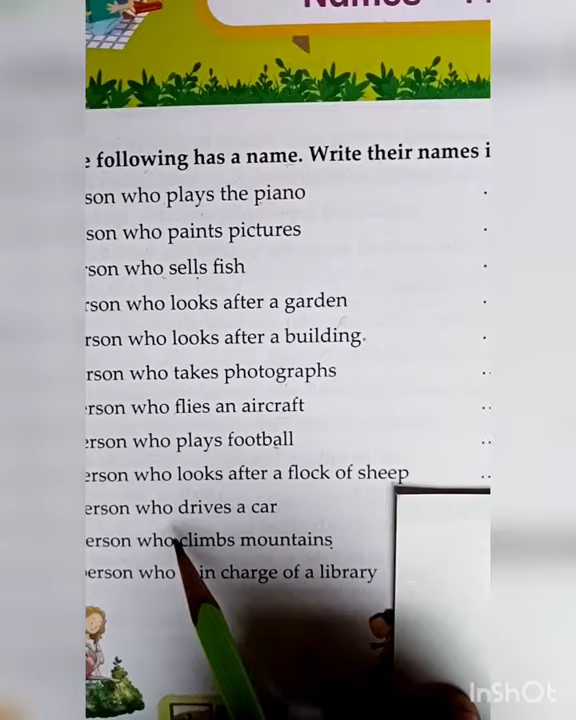 following has a name. Write their names
son who plays the piano
son who paints pictures
rson who sells fish
rson who looks after a garden
rson who looks after a building.
rson who takes photographs
erson who flies an aircraft
erson who plays football
erson who looks after a flock of sheep
erson who drives a car
erson who climbs mountains
person who in charge of a library
InShOt